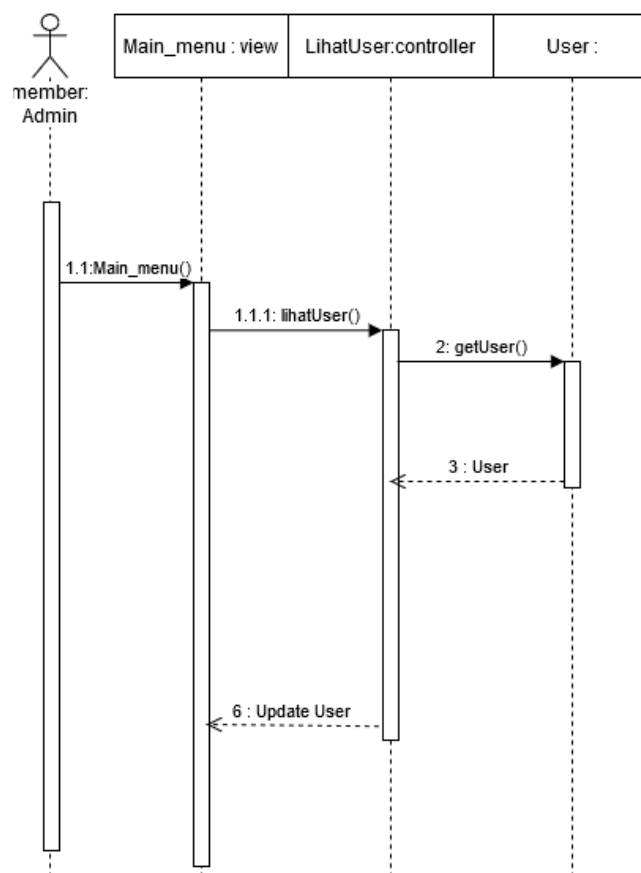 Main_menu : view
LihatUser:controller
User :
member:
Admin
1.1:Main_menu()
1.1.1: lihatUser()
2: getUser()
3 : User
6 : Update User